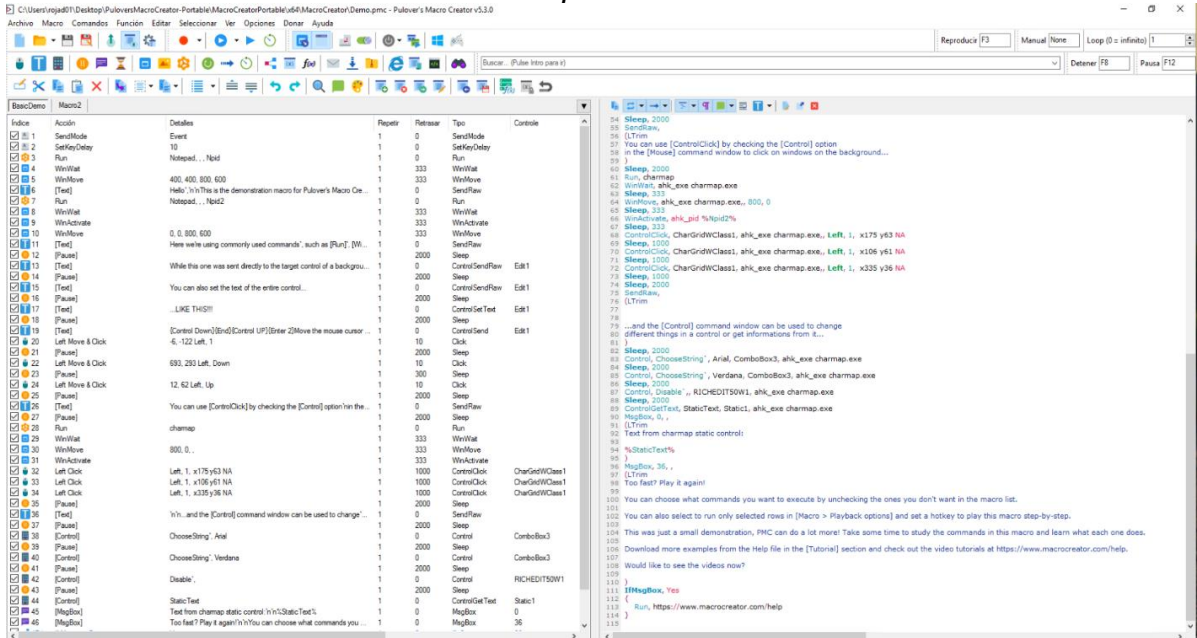 C:\Users\rojad01\Desktop\PuloversMacroCreator-Portable\MacroCreatorPortable\x64\MacroCreator\Demo.pmc - Pulover's Macro Creator v5.3.0
Archivo Macro Comandos Función Editar Seleccionar Ver Opciones Donar Ayuda
Reproducir F3 Manual None Loop (0 = infinito) 1
Buscar... (Pulse Intro para ir) Detener F8 Pausa F12
BasicDemo Macro2
Índice Acción Detalles Repetir Retrasar Tipo Controle
1 SendMode Event 1 0 SendMode
2 SetKeyDelay 10 1 0 SetKeyDelay
3 Run Notepad, , , Npid 1 0 Run
4 WinWait 1 333 WinWait
5 WinMove 400, 400, 800, 600 1 333 WinMove
6 [Text] Hello`,`n`nThis is the demonstration macro for Pulover's Macro Cre... 1 0 SendRaw
7 Run Notepad, , , Npid2 1 0 Run
8 WinWait 1 333 WinWait
9 WinActivate 1 333 WinActivate
10 WinMove 0, 0, 800, 600 1 333 WinMove
11 [Text] Here we're using commonly used commands`, such as [Run]`, [Wi... 1 0 SendRaw
12 [Pause] 1 2000 Sleep
13 [Text] While this one was sent directly to the target control of a backgrou... 1 0 ControlSendRaw Edit1
14 [Pause] 1 2000 Sleep
15 [Text] You can also set the text of the entire control... 1 0 ControlSendRaw Edit1
16 [Pause] 1 2000 Sleep
17 [Text] ...LIKE THIS!!! 1 0 ControlSetText Edit1
18 [Pause] 1 2000 Sleep
19 [Text] {Control Down}{End}{Control UP}{Enter 2}Move the mouse cursor ... 1 0 ControlSend Edit1
20 Left Move & Click -6, -122 Left, 1 1 10 Click
21 [Pause] 1 2000 Sleep
22 Left Move & Click 693, 293 Left, Down 1 10 Click
23 [Pause] 1 300 Sleep
24 Left Move & Click 12, 62 Left, Up 1 10 Click
25 [Pause] 1 2000 Sleep
26 [Text] You can use [ControlClick] by checking the [Control] option`nin the... 1 0 SendRaw
27 [Pause] 1 2000 Sleep
28 Run charmap 1 0 Run
29 WinWait 1 333 WinWait
30 WinMove 800, 0, , 1 333 WinMove
31 WinActivate 1 333 WinActivate
32 Left Click Left, 1, x175 y63 NA 1 1000 ControlClick CharGridWClass1
33 Left Click Left, 1, x106 y61 NA 1 1000 ControlClick CharGridWClass1
34 Left Click Left, 1, x335 y36 NA 1 1000 ControlClick CharGridWClass1
35 [Pause] 1 2000 Sleep
36 [Text] `n`n...and the [Control] command window can be used to change`... 1 0 SendRaw
37 [Pause] 1 2000 Sleep
38 [Control] ChooseString`, Arial 1 0 Control ComboBox3
39 [Pause] 1 2000 Sleep
40 [Control] ChooseString`, Verdana 1 0 Control ComboBox3
41 [Pause] 1 2000 Sleep
42 [Control] Disable`, 1 0 Control RICHEDIT50W1
43 [Pause] 1 2000 Sleep
44 [Control] StaticText 1 0 ControlGetText Static1
45 [MsgBox] Text from charmap static control:`n`n%StaticText% 1 0 MsgBox 0
46 [MsgBox] Too fast? Play it again!`n`nYou can choose what commands you ... 1 0 MsgBox 36
54 Sleep, 2000
55 SendRaw,
56 (LTrim
57 You can use [ControlClick] by checking the [Control] option
58 in the [Mouse] command window to click on windows on the background...
59 )
60 Sleep, 2000
61 Run, charmap
62 WinWait, ahk_exe charmap.exe
63 Sleep, 333
64 WinMove, ahk_exe charmap.exe,, 800, 0
65 Sleep, 333
66 WinActivate, ahk_pid %Npid2%
67 Sleep, 333
68 ControlClick, CharGridWClass1, ahk_exe charmap.exe,, Left, 1, x175 y63 NA
69 Sleep, 1000
70 ControlClick, CharGridWClass1, ahk_exe charmap.exe,, Left, 1, x106 y61 NA
71 Sleep, 1000
72 ControlClick, CharGridWClass1, ahk_exe charmap.exe,, Left, 1, x335 y36 NA
73 Sleep, 1000
74 Sleep, 2000
75 SendRaw,
76 (LTrim
77
78
79 ...and the [Control] command window can be used to change
80 different things in a control or get informations from it...
81 )
82 Sleep, 2000
83 Control, ChooseString`, Arial, ComboBox3, ahk_exe charmap.exe
84 Sleep, 2000
85 Control, ChooseString`, Verdana, ComboBox3, ahk_exe charmap.exe
86 Sleep, 2000
87 Control, Disable`,, RICHEDIT50W1, ahk_exe charmap.exe
88 Sleep, 2000
89 ControlGetText, StaticText, Static1, ahk_exe charmap.exe
90 MsgBox, 0, ,
91 (LTrim
92 Text from charmap static control:
93
94 %StaticText%
95 )
96 MsgBox, 36, ,
97 (LTrim
98 Too fast? Play it again!
99
100 You can choose what commands you want to execute by unchecking the ones you don't want in the macro list.
101
102 You can also select to run only selected rows in [Macro > Playback options] and set a hotkey to play this macro step-by-step.
103
104 This was just a small demonstration, PMC can do a lot more! Take some time to study the commands in this macro and learn what each one does.
105
106 Download more examples from the Help file in the [Tutorial] section and check out the video tutorials at https://www.macrocreator.com/help.
107
108 Would like to see the videos now?
109
110 )
111 IfMsgBox, Yes
112 {
113 Run, https://www.macrocreator.com/help
114 }
115